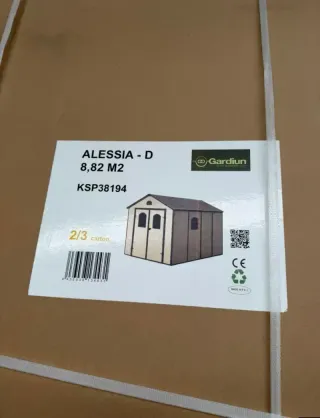 ALESSIA - D
8,82 M2
Gardiun
KSP38194
2/3
CE